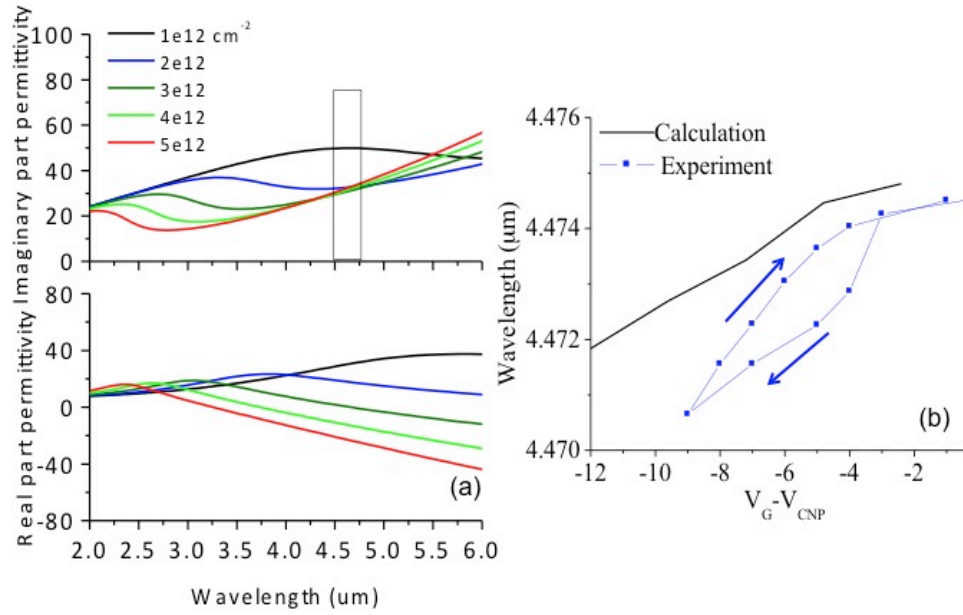 100
80
60
40
20
0
Imaginary part permittivity
1e12 cm-2
2e12
3e12
4e12
5e12
40
0
-40
-80
Real part permittivity
(a)
2.0 2.5 3.0 3.5 4.0 4.5 5.0 5.5 6.0
Wavelength (um)
4.476
4.474
4.472
4.470
Wavelength (μm)
Calculation
Experiment
(b)
-12 -10 -8 -6 -4 -2
VG-VCNP